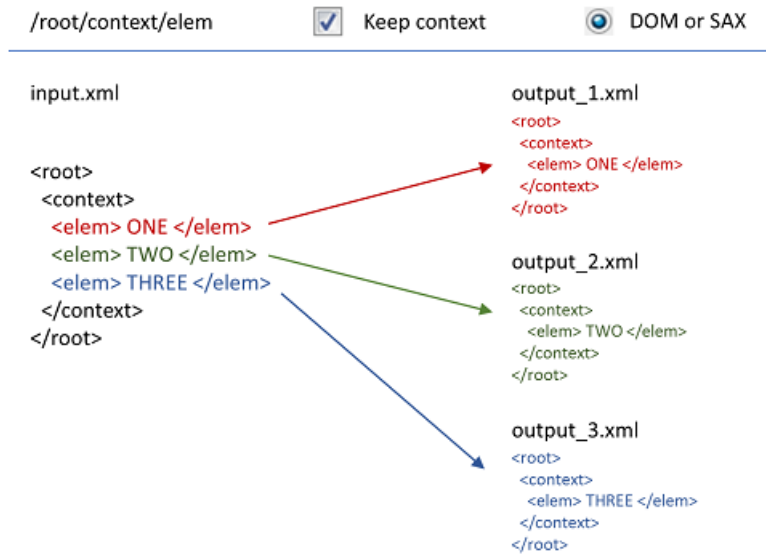 /root/context/elem Keep context DOM or SAX
input.xml
<root>
<context>
<elem> ONE </elem>
<elem> TWO </elem>
<elem> THREE </elem>
</context>
</root>
output_1.xml
<root>
<context>
<elem> ONE </elem>
</context>
</root>
output_2.xml
<root>
<context>
<elem> TWO </elem>
</context>
</root>
output_3.xml
<root>
<context>
<elem> THREE </elem>
</context>
</root>